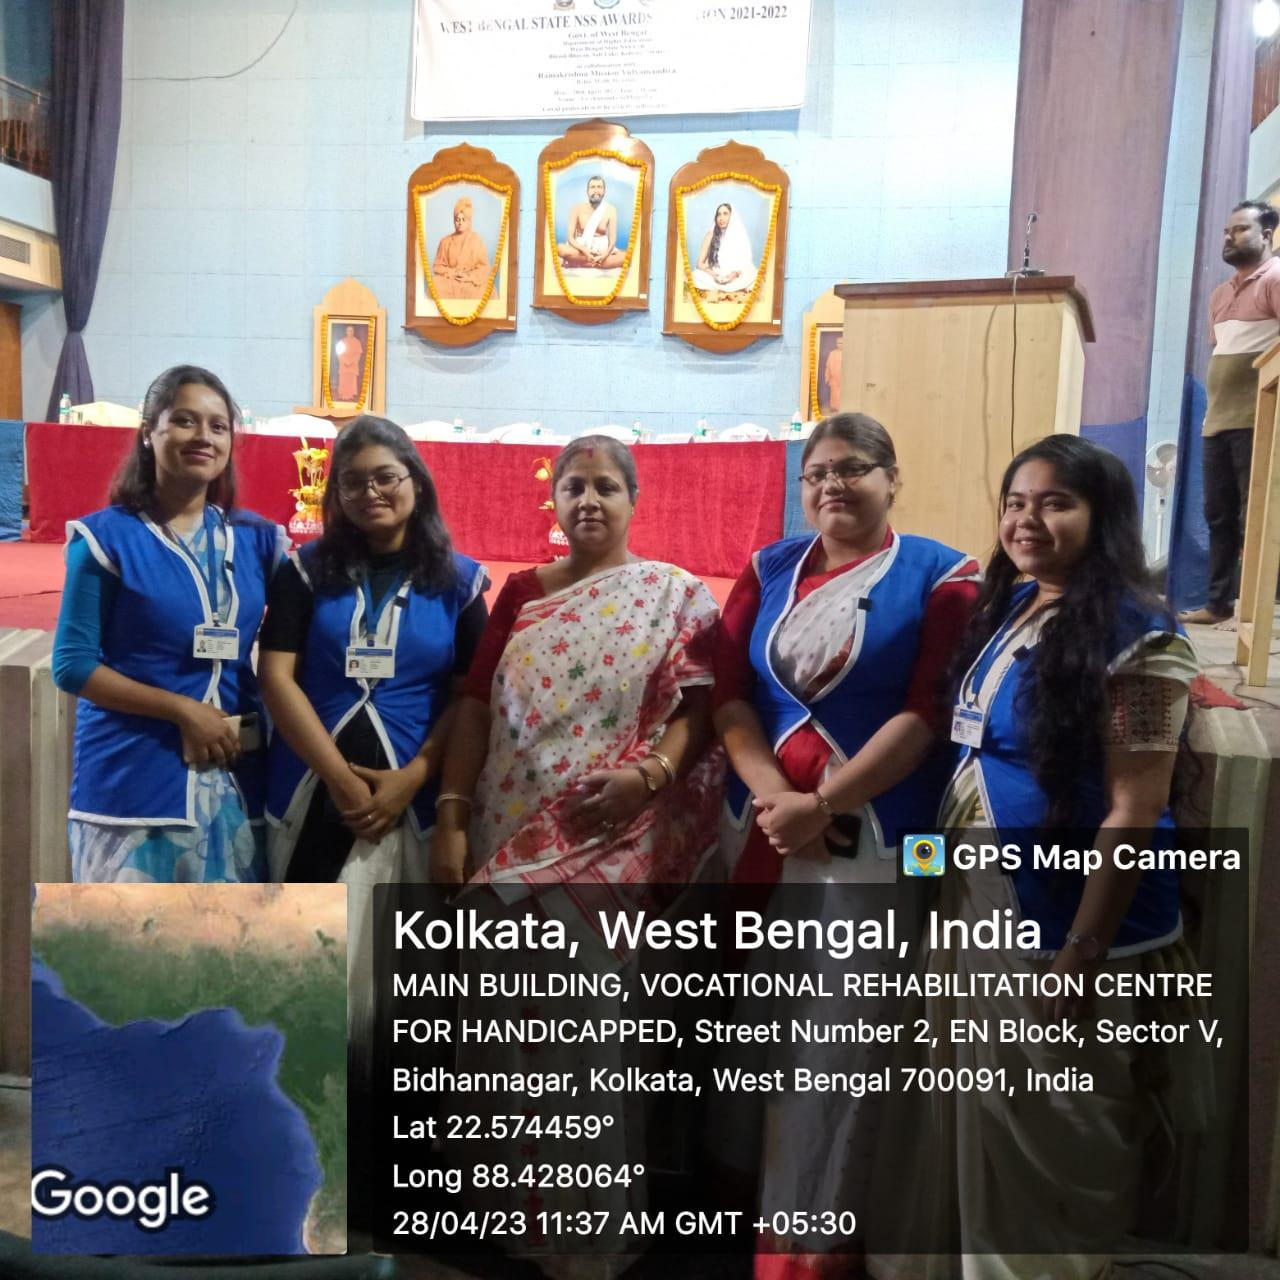 WEST BENGAL STATE NSS AWARDS ION 2021-2022
Govt. of West Bengal
Ramakrishna Mission Vidyamandira
GPS Map Camera
Kolkata, West Bengal, India
MAIN BUILDING, VOCATIONAL REHABILITATION CENTRE
FOR HANDICAPPED, Street Number 2, EN Block, Sector V,
Bidhannagar, Kolkata, West Bengal 700091, India
Lat 22.574459°
Long 88.428064°
28/04/23 11:37 AM GMT +05:30
Google